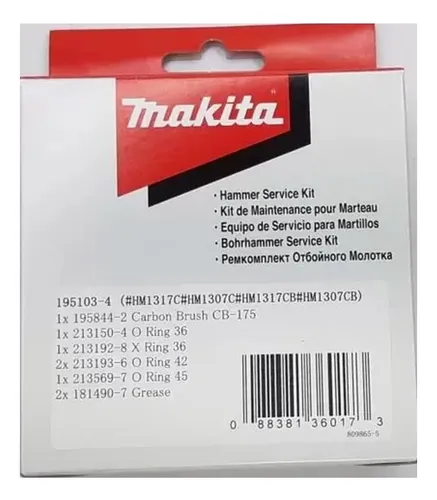 makita
· Hammer Service Kit
· Kit de Maintenance pour Marteau
· Equipo de Servicio para Martillos
· Bohrhammer Service Kit
· Ремкомплект Отбойного Молотка
195103-4 (#HM1317C#HM1307C#HM1317CB#HM1307CB)
1x 195844-2 Carbon Brush CB-175
1x 213150-4 O Ring 36
1x 213192-8 X Ring 36
2x 213193-6 O Ring 42
1x 213569-7 O Ring 45
2x 181490-7 Grease
0 88381 36017 3
809865-5